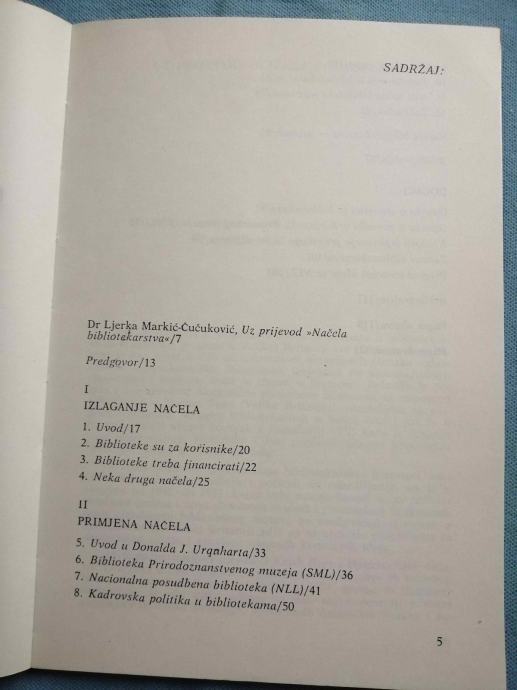 SADRŽAJ:
Dr Ljerka Markić-Čučuković, Uz prijevod »Načela
bibliotekarstva«/7
Predgovor/13
I
IZLAGANJE NAČELA
1. Uvod/17
2. Biblioteke su za korisnike/20
3. Biblioteke treba financirati/22
4. Neka druga načela/25
II
PRIMJENA NAČELA
5. Uvod u Donalda J. Urqnharta/33
6. Biblioteka Prirodoznanstvenog muzeja (SML)/36
7. Nacionalna posudbena biblioteka (NLL)/41
8. Kadrovska politika u bibliotekama/50
5